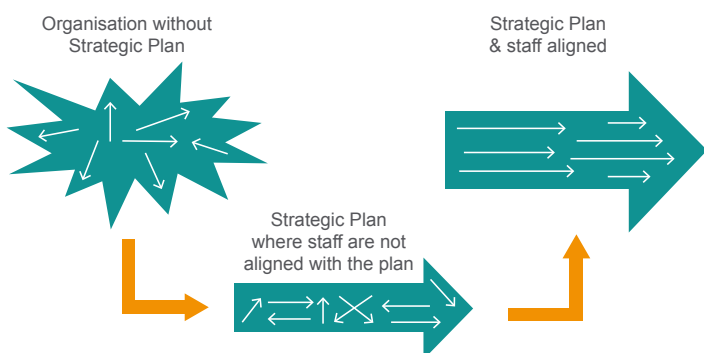 Organisation without
Strategic Plan
Strategic Plan
& staff aligned
Strategic Plan
where staff are not
aligned with the plan